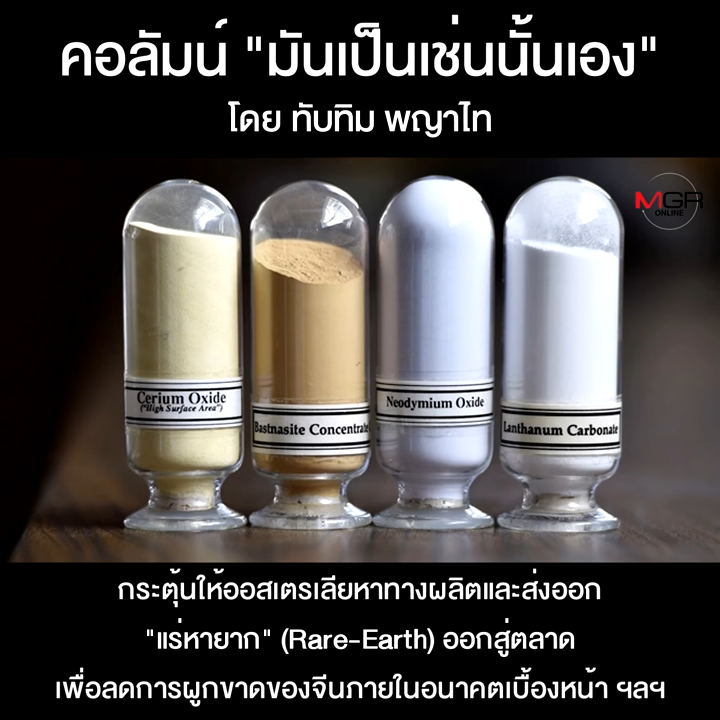 คอลัมน์ "มันเป็นเช่นนั้นเอง"
โดย ทับทิม พญาไท
MGR
ONLINE
Cerium Oxide
("High Surface Area")
Bastnasite Concentrate
Neodymium Oxide
Lanthanum Carbonate
กระตุ้นให้ออสเตรเลียหาทางผลิตและส่งออก
"แร่หายาก" (Rare-Earth) ออกสู่ตลาด
เพื่อลดการผูกขาดของจีนภายในอนาคตเบื้องหน้า ฯลฯ